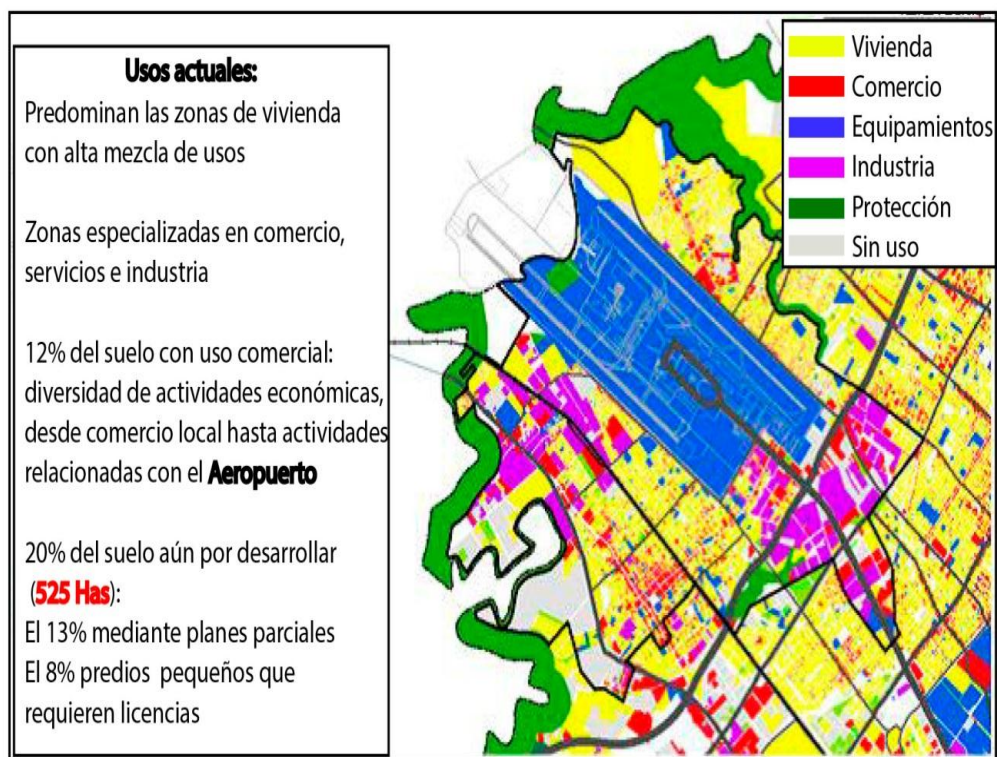 Usos actuales:
Predominan las zonas de vivienda
con alta mezcla de usos
Zonas especializadas en comercio,
servicios e industria
12% del suelo con uso comercial:
diversidad de actividades económicas,
desde comercio local hasta actividades
relacionadas con el Aeropuerto
20% del suelo aún por desarrollar
(525 Has):
El 13% mediante planes parciales
El 8% predios pequeños que
requieren licencias
Vivienda
Comercio
Equipamientos
Industria
Protección
Sin uso